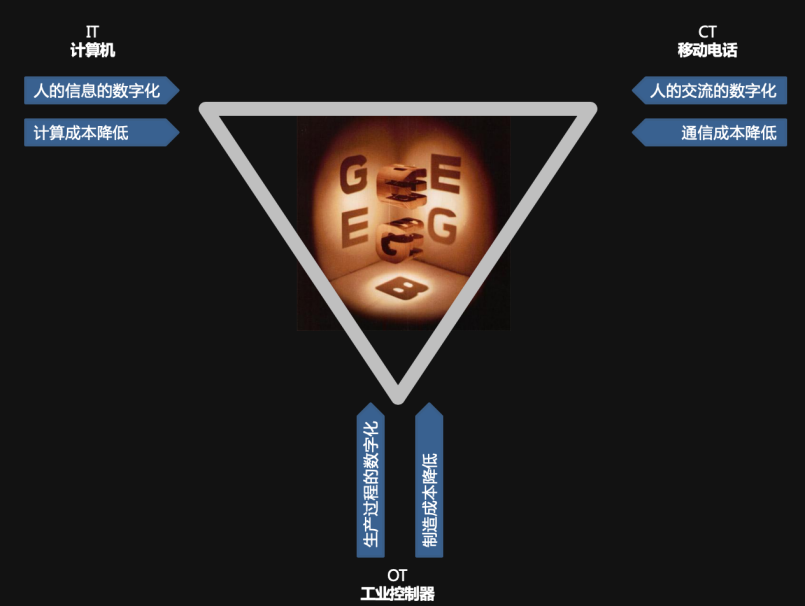 IT
计算机
人的信息的数字化
计算成本降低
CT
移动电话
人的交流的数字化
通信成本降低
G E
E G
G
B
生产过程的数字化
制造成本降低
OT
工业控制器